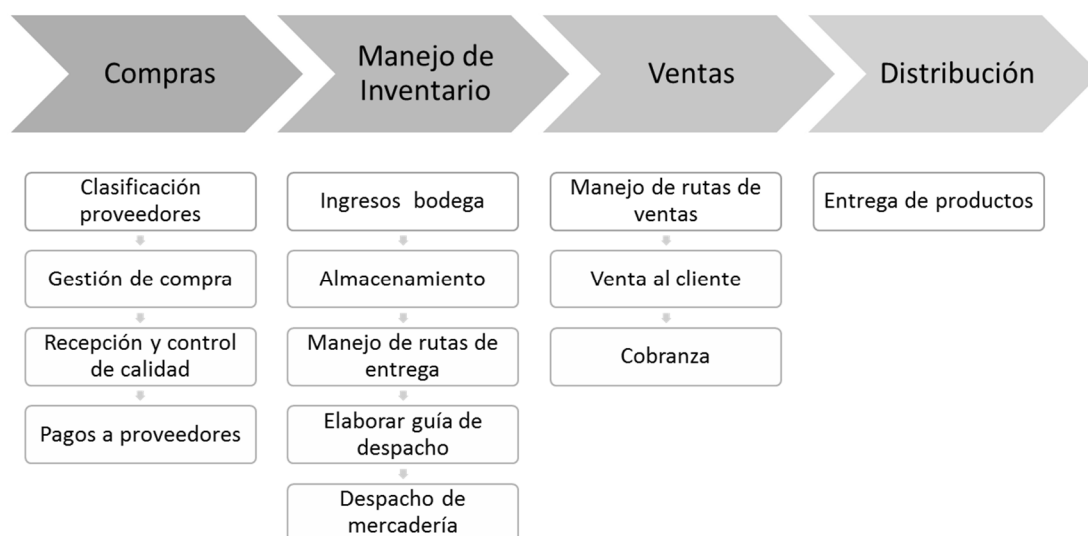 Compras
Manejo de
Inventario
Ventas
Distribución
Clasificación
proveedores
Gestión de compra
Recepción y control
de calidad
Pagos a proveedores
Ingresos bodega
Almacenamiento
Manejo de rutas de
entrega
Elaborar guía de
despacho
Despacho de
mercadería
Manejo de rutas de
ventas
Venta al cliente
Cobranza
Entrega de productos